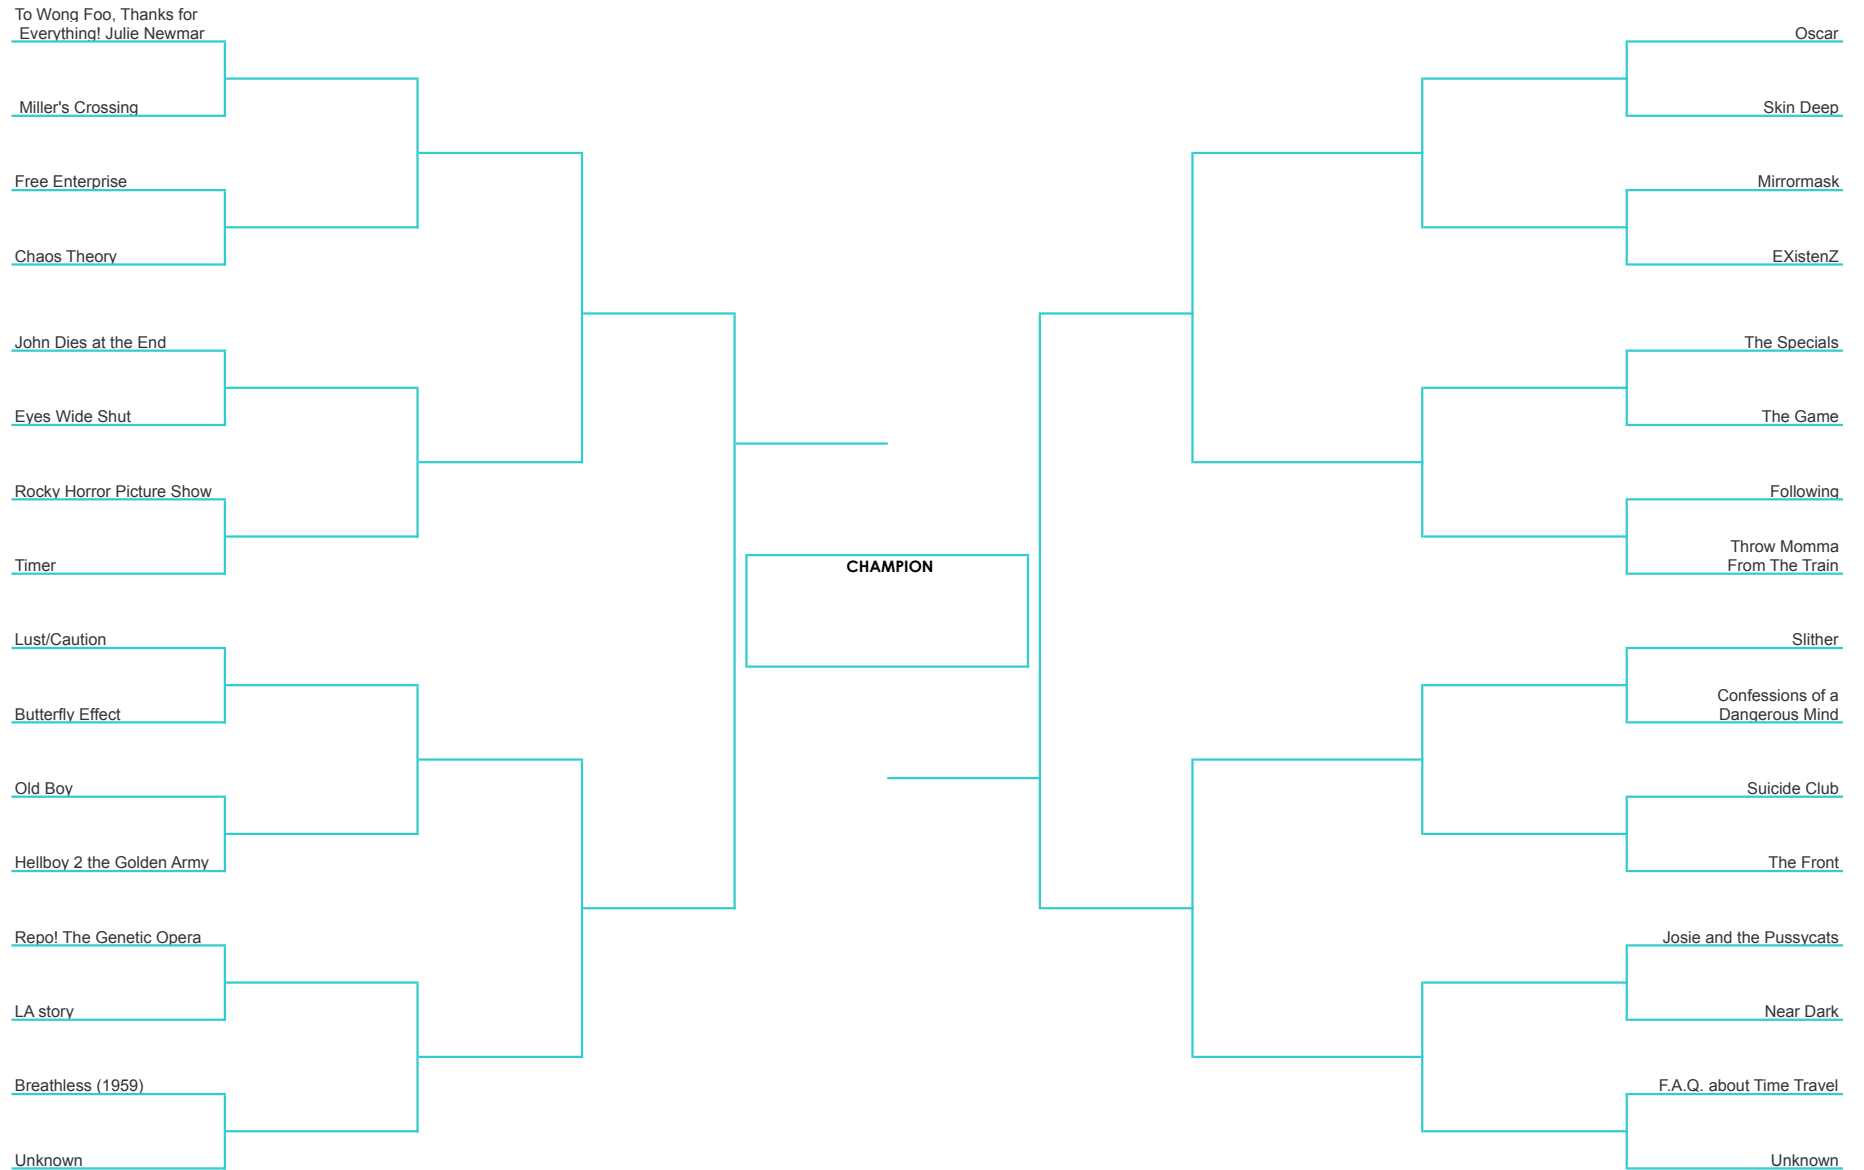 To Wong Foo, Thanks for
Everything! Julie Newmar
Miller's Crossing
Free Enterprise
Chaos Theory
John Dies at the End
Eyes Wide Shut
Rocky Horror Picture Show
Timer
Lust/Caution
Butterfly Effect
Old Boy
Hellboy 2 the Golden Army
Repo! The Genetic Opera
LA story
Breathless (1959)
Unknown
CHAMPION
Oscar
Skin Deep
Mirrormask
EXistenZ
The Specials
The Game
Following
Throw Momma
From The Train
Slither
Confessions of a
Dangerous Mind
Suicide Club
The Front
Josie and the Pussycats
Near Dark
F.A.Q. about Time Travel
Unknown